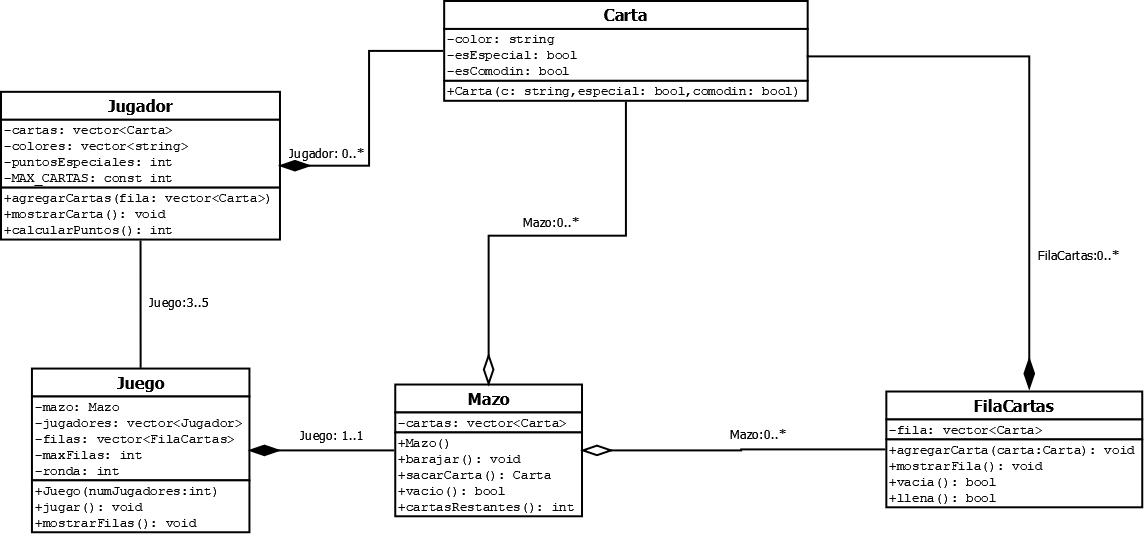 Carta
-color: string
-esEspecial: bool
-esComodin: bool
+Carta(c: string,especial: bool,comodin: bool)
Jugador
-cartas: vector<Carta>
-colores: vector<string>
-puntosEspeciales: int
-MAX_CARTAS: const int
+agregarCartas(fila: vector<Carta>)
+mostrarCarta(): void
+calcularPuntos(): int
Jugador: 0..*
Mazo:0..*
FilaCartas:0..*
Juego:3..5
Juego
-mazo: Mazo
-jugadores: vector<Jugador>
-filas: vector<FilaCartas>
-maxFilas: int
-ronda: int
+Juego(numJugadores:int)
+jugar(): void
+mostrarFilas(): void
Juego: 1..1
Mazo
-cartas: vector<Carta>
+Mazo()
+barajar(): void
+sacarCarta(): Carta
+vacio(): bool
+cartasRestantes(): int
Mazo:0..*
FilaCartas
-fila: vector<Carta>
+agregarCarta(carta:Carta): void
+mostrarFila(): void
+vacia(): bool
+llena(): bool